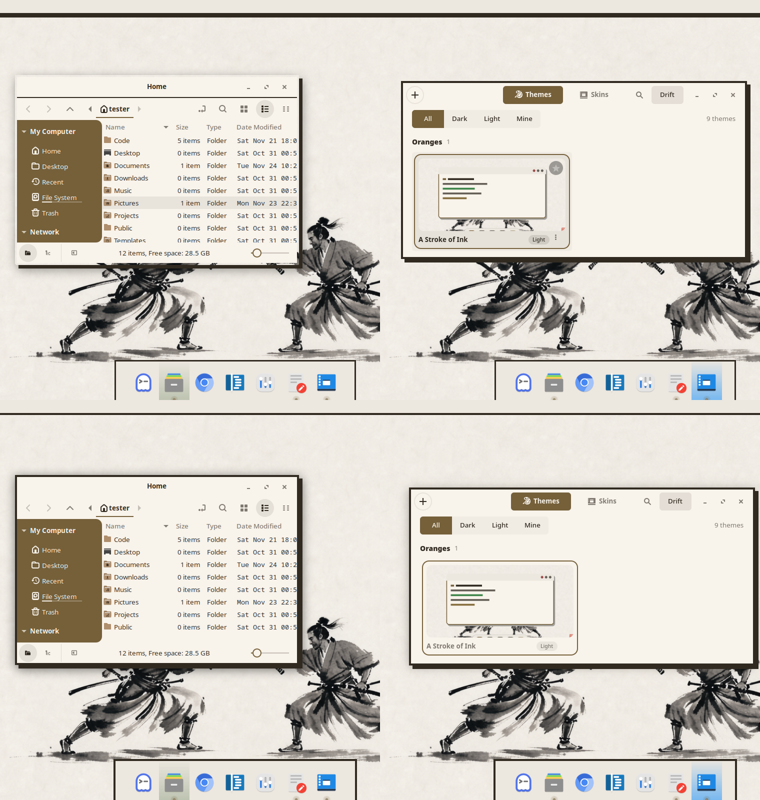 Home
tester
My Computer
Home
Desktop
Recent
File System
Trash
Network
Name Size Type Date Modified
Code 5 items Folder Sat Nov 21 18:0
Desktop 0 items Folder Sat Oct 31 00:5
Documents 1 item Folder Tue Nov 24 10:2
Downloads 0 items Folder Sat Oct 31 00:5
Music 0 items Folder Sat Oct 31 00:5
Pictures 1 item Folder Mon Nov 23 22:3
Projects 0 items Folder Sat Oct 31 00:5
Public 0 items Folder Sat Oct 31 00:5
Templates 0 items Folder Sat Oct 31 00:5
12 items, Free space: 28.5 GB
Themes Skins Drift
All Dark Light Mine 9 themes
Oranges 1
A Stroke of Ink Light
Home
tester
My Computer
Home
Desktop
Recent
File System
Trash
Network
Name Size Type Date Modified
Code 5 items Folder Sat Nov 21 18:0
Desktop 0 items Folder Sat Oct 31 00:5
Documents 1 item Folder Tue Nov 24 10:2
Downloads 0 items Folder Sat Oct 31 00:5
Music 0 items Folder Sat Oct 31 00:5
Pictures 1 item Folder Mon Nov 23 22:3
Projects 0 items Folder Sat Oct 31 00:5
Public 0 items Folder Sat Oct 31 00:5
12 items, Free space: 28.5 GB
Themes Skins Drift
All Dark Light Mine 9 themes
Oranges 1
A Stroke of Ink Light